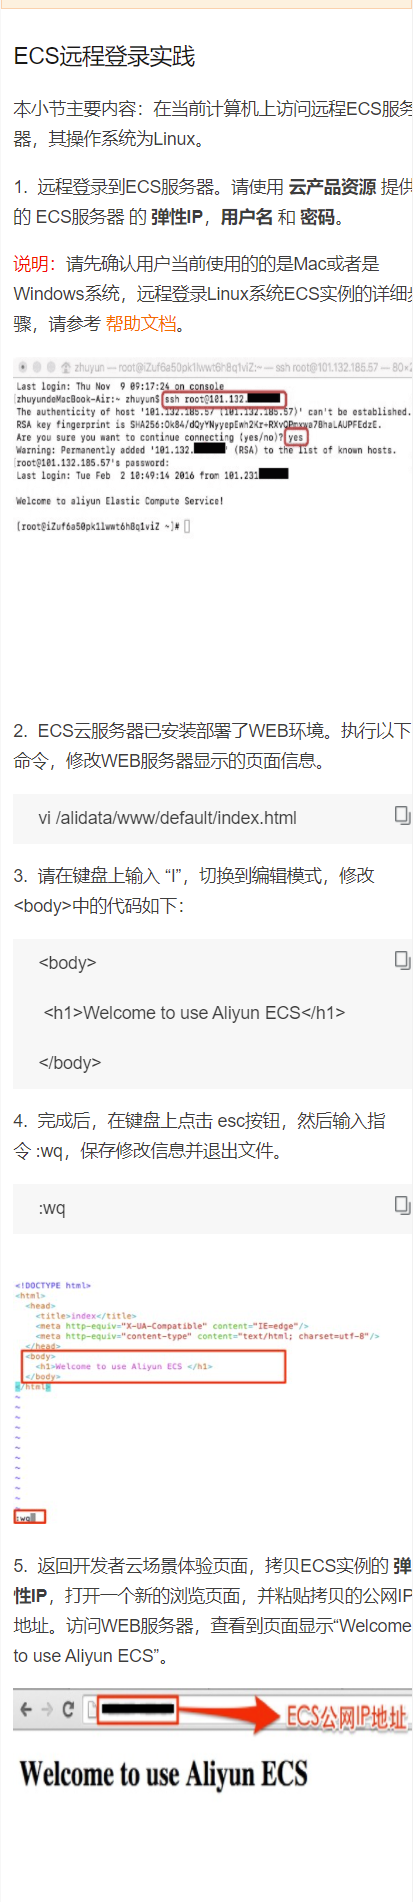 ECS远程登录实践
本小节主要内容：在当前计算机上访问远程ECS服务
器，其操作系统为Linux。
1. 远程登录到ECS服务器。请使用 云产品资源 提供
的 ECS服务器 的 弹性IP，用户名 和 密码。
说明：请先确认用户当前使用的的是Mac或者是
Windows系统，远程登录Linux系统ECS实例的详细步
骤，请参考 帮助文档。
zhuyun — root@iZuf6a50pk1lwwt6h8q1viZ:~ — ssh root@101.132.185.57 — 80×2
Last login: Thu Nov  9 09:17:24 on console
zhuyundeMacBook-Air:~ zhuyun$ ssh root@101.132.
The authenticity of host '101.132.185.57 (101.132.185.57)' can't be established.
RSA key fingerprint is
Are you sure you want to continue connecting (yes/no)? yes
Warning: Permanently added '101.132. ' (RSA) to the list of known hosts.
root@101.132.185.57's password:
Last login: Tue Feb  2 10:49:14 2016 from 101.231
Welcome to aliyun Elastic Compute Service!
[root@iZuf6a50pk1lwwt6h8q1viZ ~]#
2. ECS云服务器已安装部署了WEB环境。执行以下
命令，修改WEB服务器显示的页面信息。
vi /alidata/www/default/index.html
3. 请在键盘上输入 “I”，切换到编辑模式，修改
<body>中的代码如下：
<body>
<h1>Welcome to use Aliyun ECS</h1>
</body>
4. 完成后，在键盘上点击 esc按钮，然后输入指
令 :wq，保存修改信息并退出文件。
:wq
<!DOCTYPE html>
<html>
<head>
<title>index</title>
<meta http-equiv="X-UA-Compatible" content="IE=edge"/>
<meta http-equiv="content-type" content="text/html; charset=utf-8"/>
</head>
<body>
<h1>Welcome to use Aliyun ECS </h1>
</body>
</html>
~
~
~
~
~
~
~
~
~
~
~
~
:wq
5. 返回开发者云场景体验页面，拷贝ECS实例的 弹
性IP，打开一个新的浏览页面，并粘贴拷贝的公网IP
地址。访问WEB服务器，查看到页面显示“Welcome
to use Aliyun ECS”。
ECS公网IP地址
Welcome to use Aliyun ECS